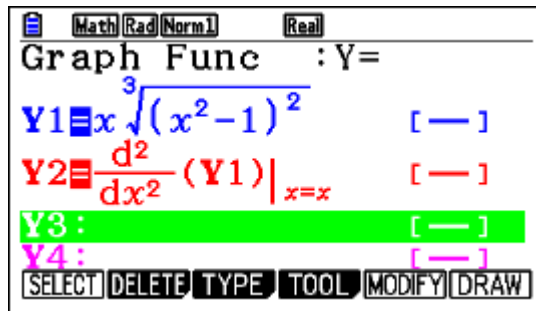 Math Rad Norm1 Real
Graph Func :Y=
Y1=x∛(x²-1)² [—]
Y2=d²/dx²(Y1)|x=x [—]
Y3: [—]
Y4: [—]
SELECT DELETE TYPE TOOL MODIFY DRAW